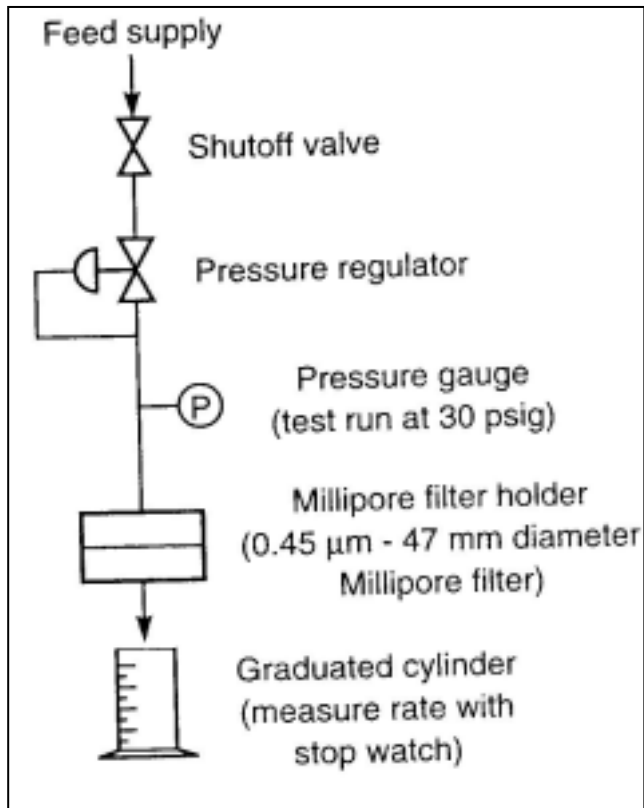 Feed supply
Shutoff valve
Pressure regulator
Pressure gauge
P
(test run at 30 psig)
Millipore filter holder
(0.45 μm - 47 mm diameter
Millipore filter)
Graduated cylinder
(measure rate with
stop watch)